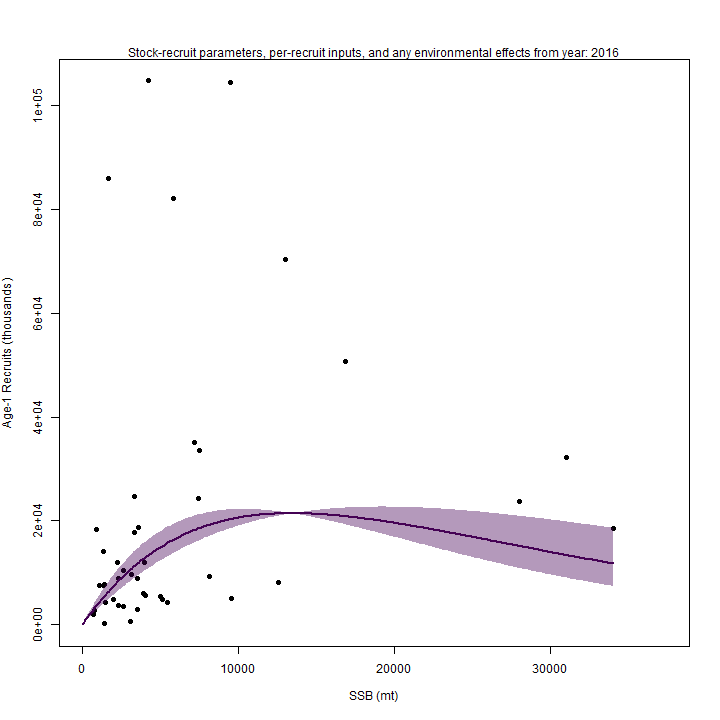 Stock-recruit parameters, per-recruit inputs, and any environmental effects from year: 2016
1e+05
8e+04
6e+04
4e+04
2e+04
0e+00
Age-1 Recruits (thousands)
0 10000 20000 30000
SSB (mt)